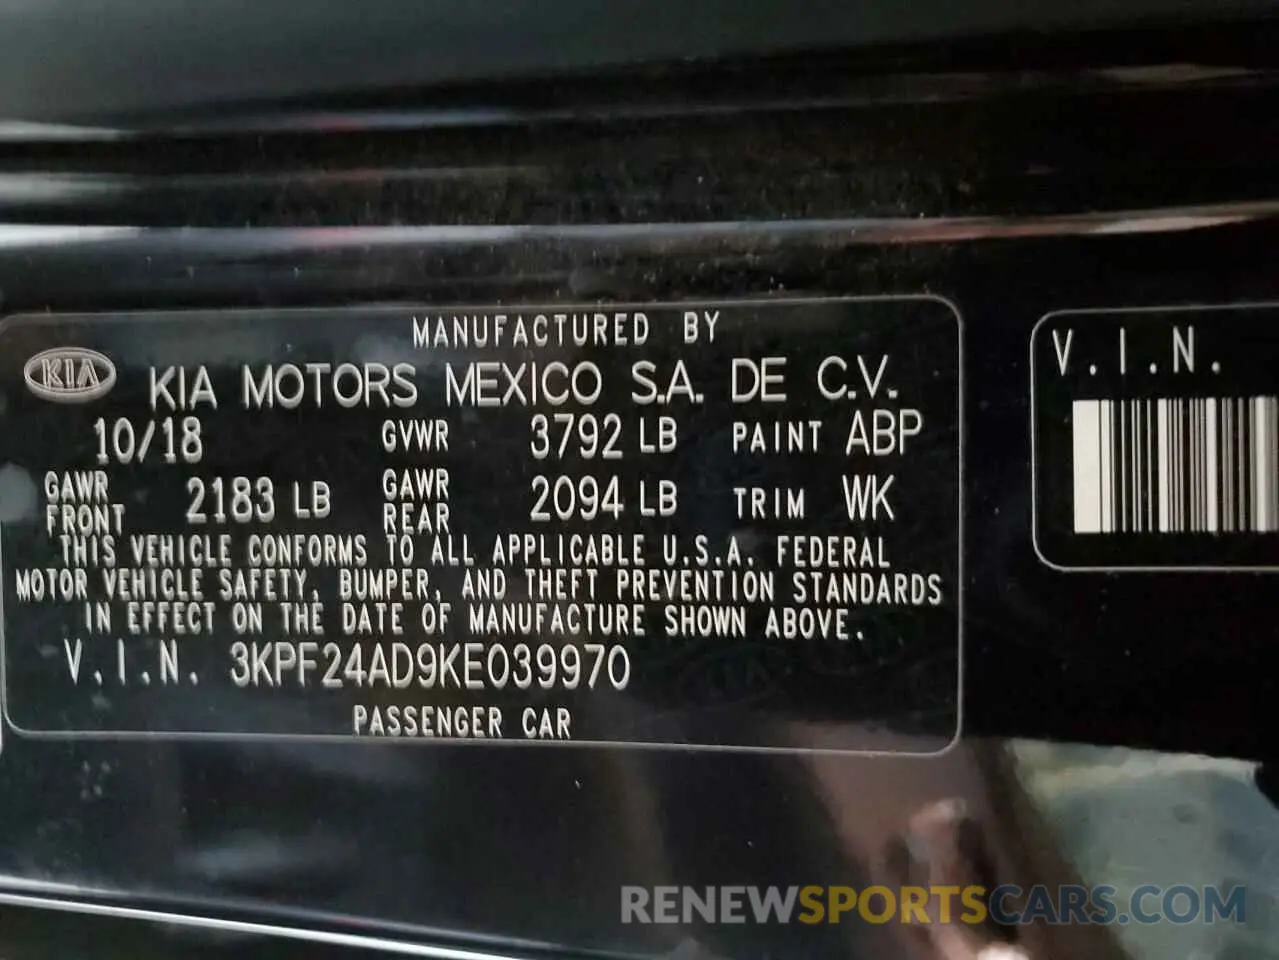 MANUFACTURED BY
KIA KIA MOTORS MEXICO S.A. DE C.V.
10/18 GVWR 3792 LB PAINT ABP
GAWR FRONT 2183 LB GAWR REAR 2094 LB TRIM WK
THIS VEHICLE CONFORMS TO ALL APPLICABLE U.S.A. FEDERAL
MOTOR VEHICLE SAFETY, BUMPER, AND THEFT PREVENTION STANDARDS
IN EFFECT ON THE DATE OF MANUFACTURE SHOWN ABOVE.
V.I.N. 3KPF24AD9KE039970
PASSENGER CAR
V.I.N.
RENEWSPORTSCARS.COM